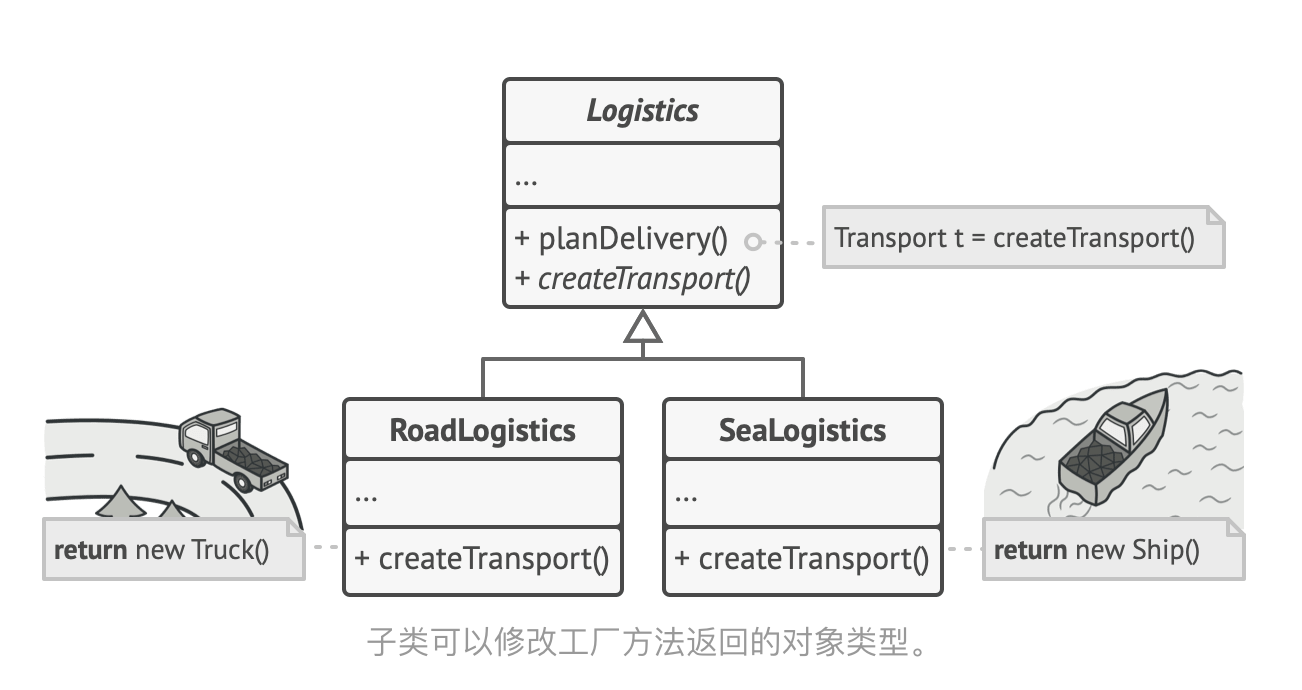 Logistics
...
+ planDelivery()
Transport t = createTransport()
+ createTransport()
RoadLogistics
...
+ createTransport()
return new Truck()
SeaLogistics
...
+ createTransport()
return new Ship()
子类可以修改工厂方法返回的对象类型。